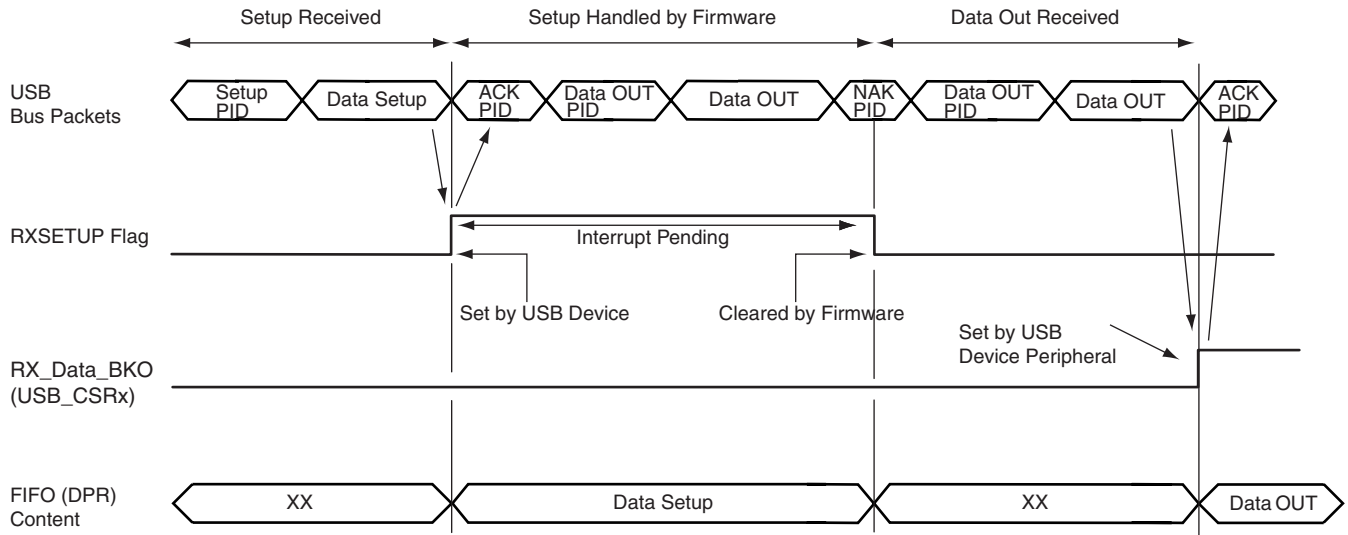 Setup Received
Setup Handled by Firmware
Data Out Received
USB
Bus Packets
Setup
PID
Data Setup
ACK
PID
Data OUT
PID
Data OUT
NAK
PID
Data OUT
PID
Data OUT
ACK
PID
RXSETUP Flag
Interrupt Pending
Set by USB Device
Cleared by Firmware
Set by USB
Device Peripheral
RX_Data_BKO
(USB_CSRx)
FIFO (DPR)
Content
XX
Data Setup
XX
Data OUT